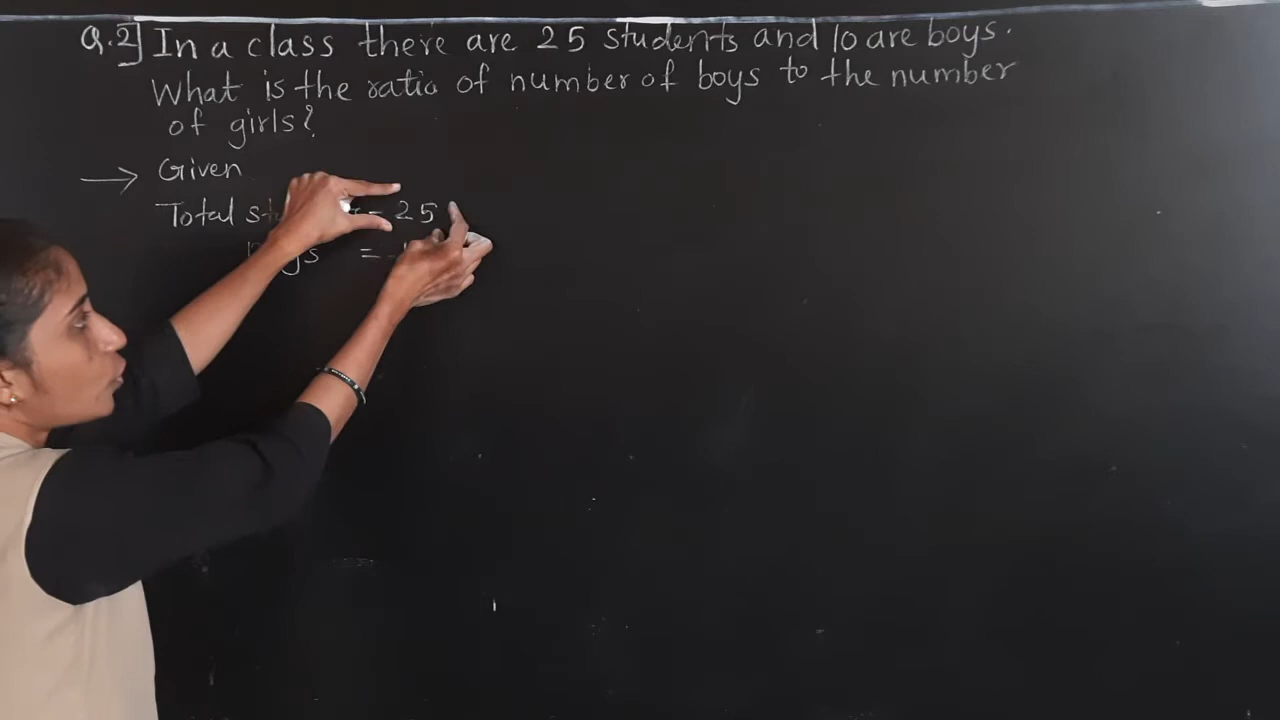 Q.2] In a class there are 25 students and 10 are boys.
What is the ratio of number of boys to the number
of girls?
→ Given
Total = 25
=